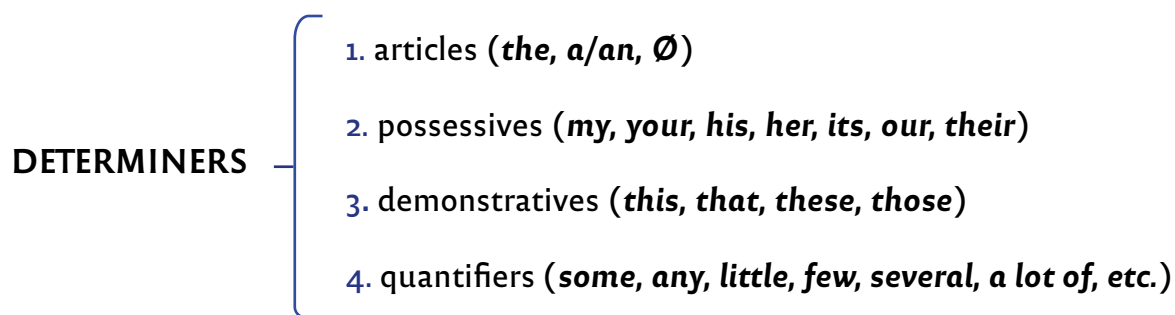 1. articles (the, a/an, Ø)
2. possessives (my, your, his, her, its, our, their)
DETERMINERS
3. demonstratives (this, that, these, those)
4. quantifiers (some, any, little, few, several, a lot of, etc.)